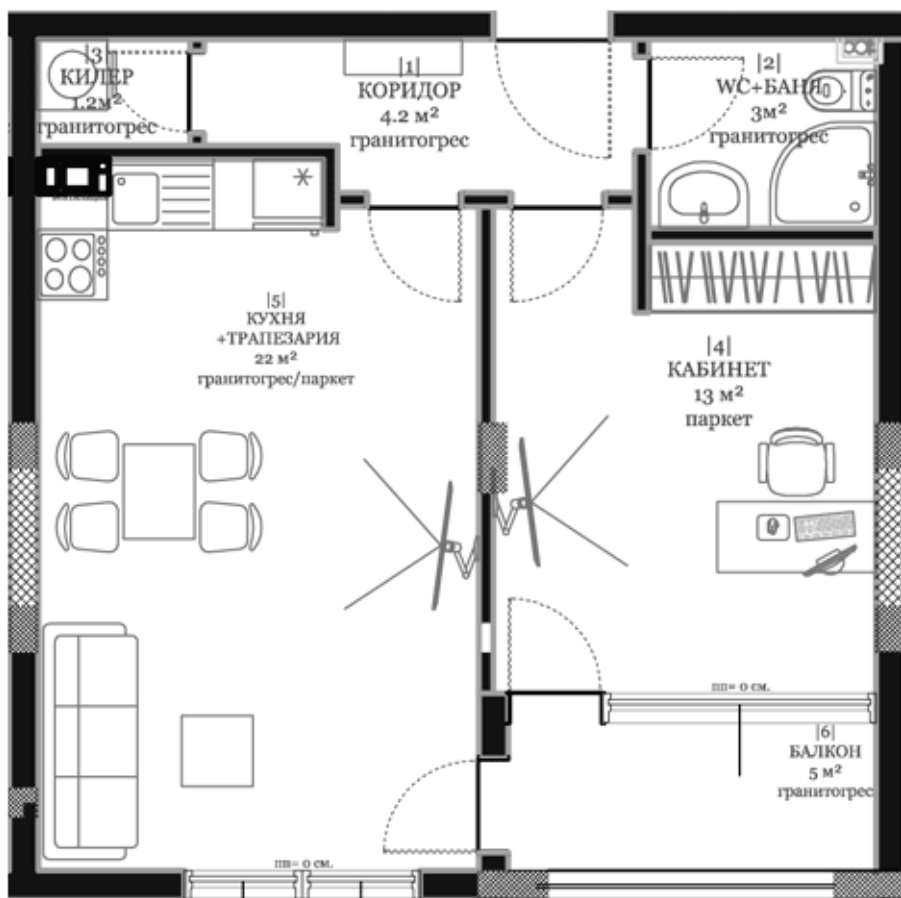 |3|
КИЛЕР
1.2м²
гранитогрес
|1|
КОРИДОР
4.2 м²
гранитогрес
|2|
WC+БАНЯ
3м²
гранитогрес
|5|
КУХНЯ
+ТРАПЕЗАРИЯ
22 м²
гранитогрес/паркет
|4|
КАБИНЕТ
13 м²
паркет
пп= 0 см.
|6|
БАЛКОН
5 м²
гранитогрес
пп= 0 см.